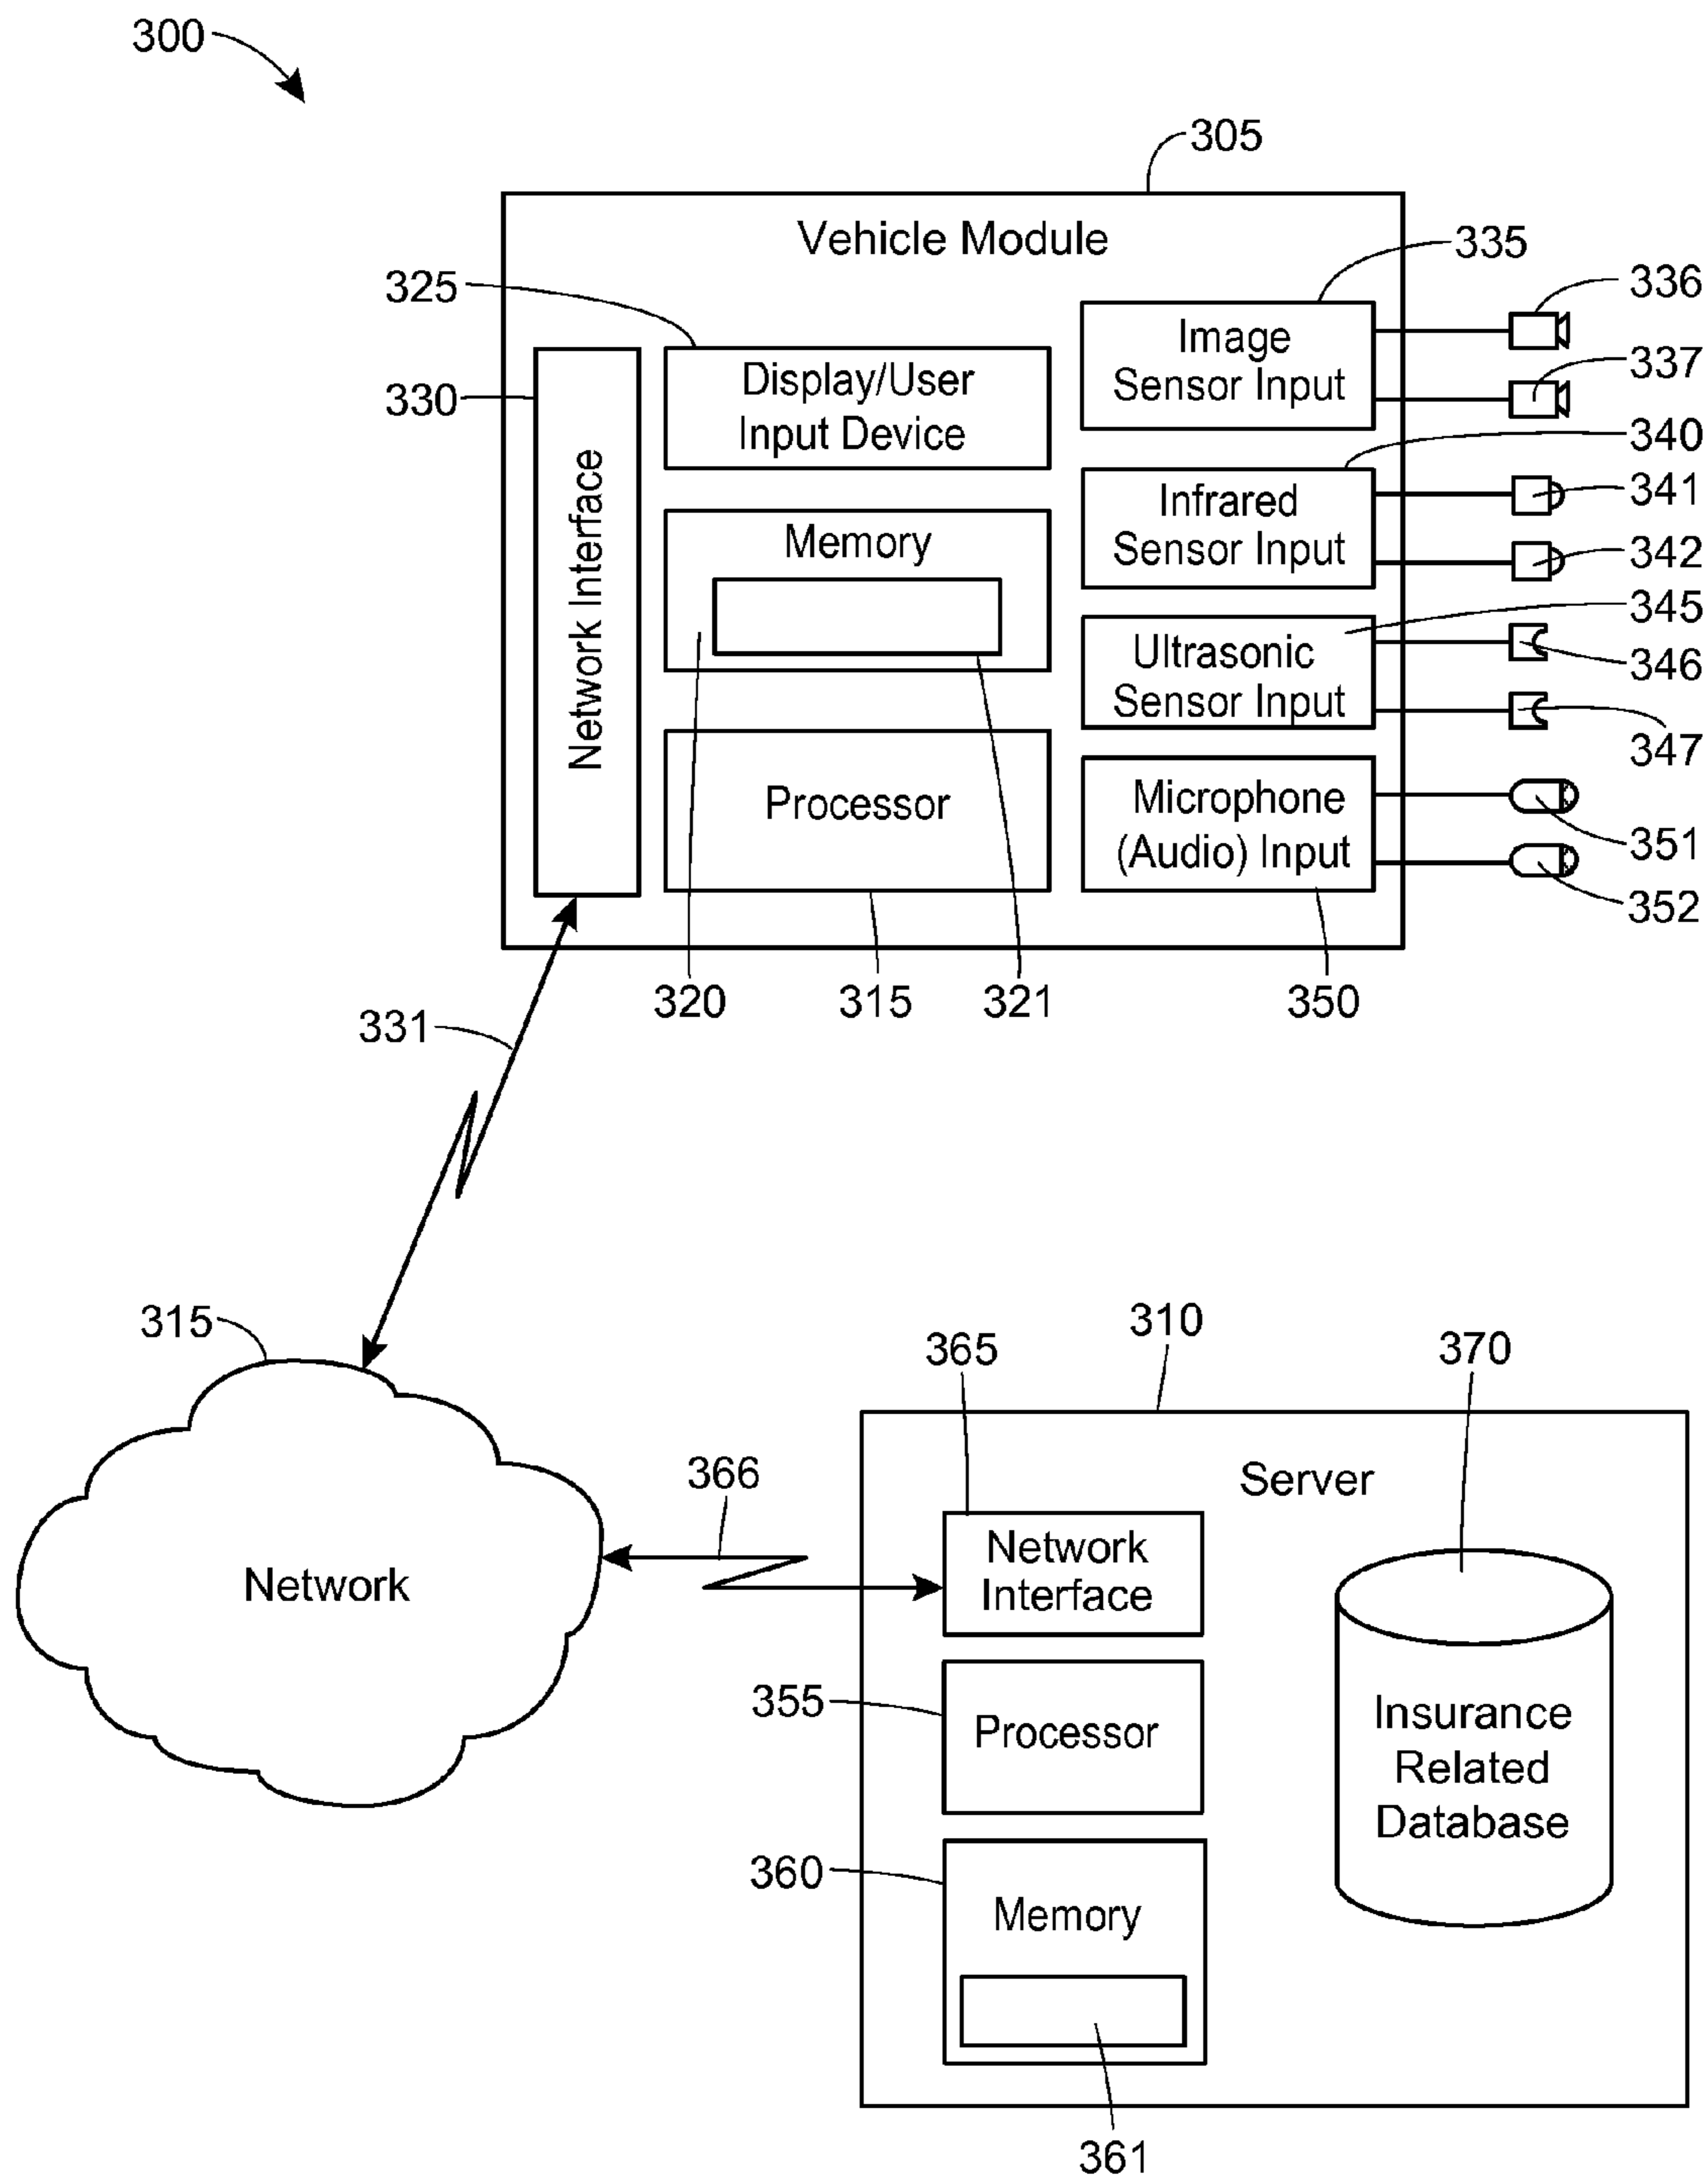 300
305
Vehicle Module
335
336
325
Image
Sensor Input
337
Display/User
Input Device
330
340
Network Interface
Infrared
Sensor Input
341
Memory
342
345
Ultrasonic
Sensor Input
346
347
Processor
Microphone
(Audio) Input
351
352
320
315
321
350
331
315
310
365
370
366
Server
Network
Interface
Network
355
Processor
Insurance
Related
Database
360
Memory
361